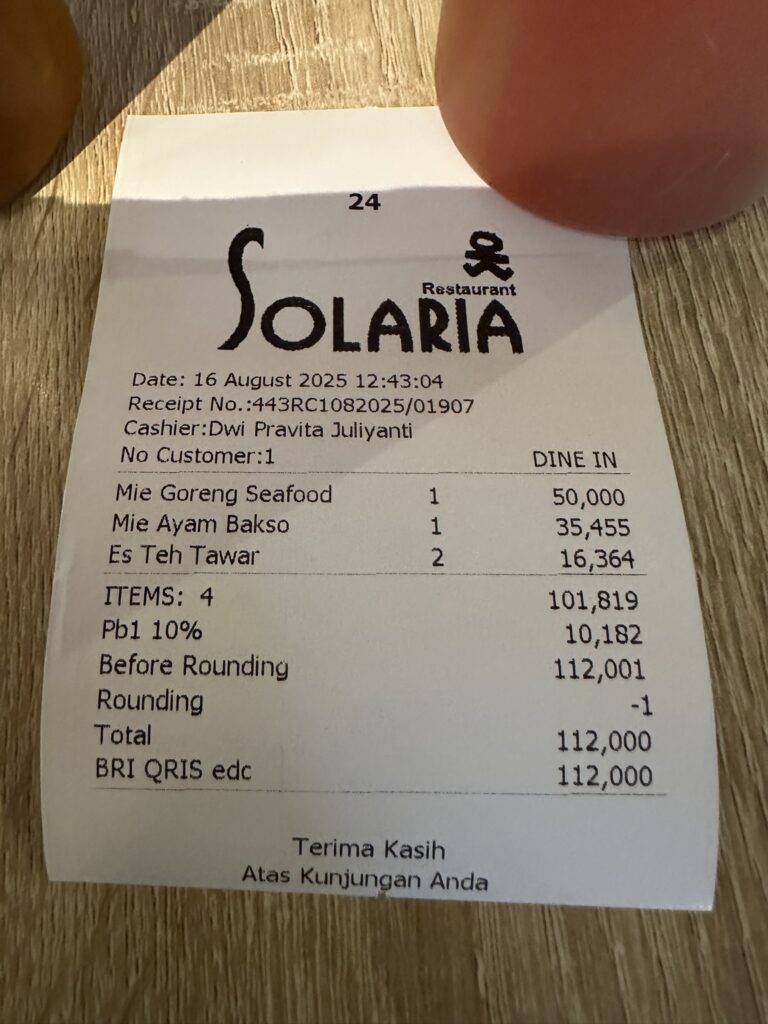 24
Restaurant
SOLARIA
Date: 16 August 2025 12:43:04
Receipt No.:443RC1082025/01907
Cashier:Dwi Pravita Juliyanti
No Customer:1 DINE IN
Mie Goreng Seafood 1 50,000
Mie Ayam Bakso 1 35,455
Es Teh Tawar 2 16,364
ITEMS: 4 101,819
Pb1 10% 10,182
Before Rounding 112,001
Rounding -1
Total 112,000
BRI QRIS edc 112,000
Terima Kasih
Atas Kunjungan Anda